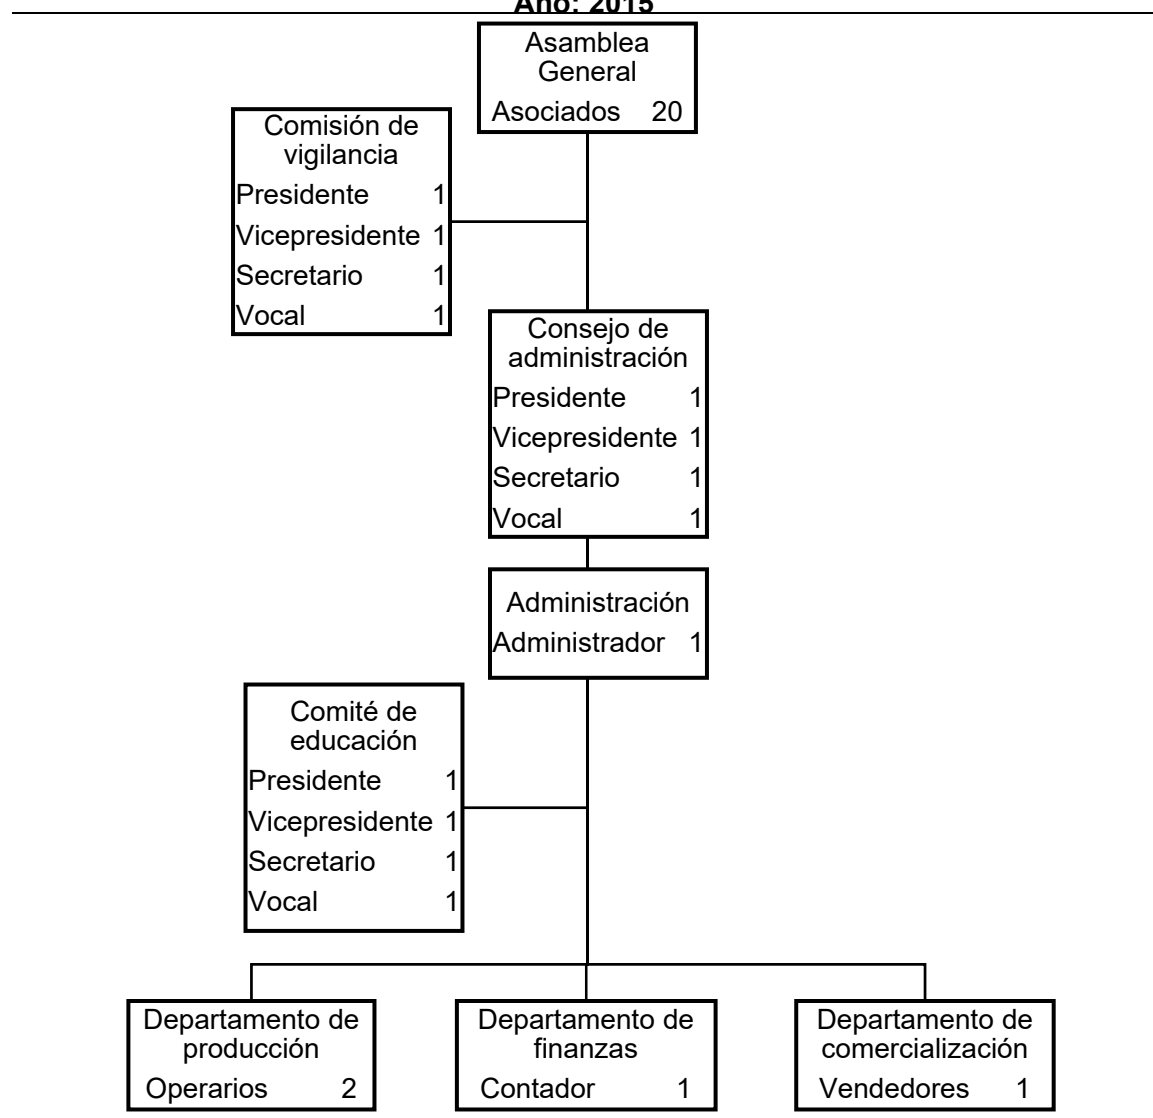 Año: 2015
Asamblea
General
Asociados 20
Comisión de
vigilancia
Presidente 1
Vicepresidente 1
Secretario 1
Vocal 1
Consejo de
administración
Presidente 1
Vicepresidente 1
Secretario 1
Vocal 1
Administración
Administrador 1
Comité de
educación
Presidente 1
Vicepresidente 1
Secretario 1
Vocal 1
Departamento de
producción
Operarios 2
Departamento de
finanzas
Contador 1
Departamento de
comercialización
Vendedores 1